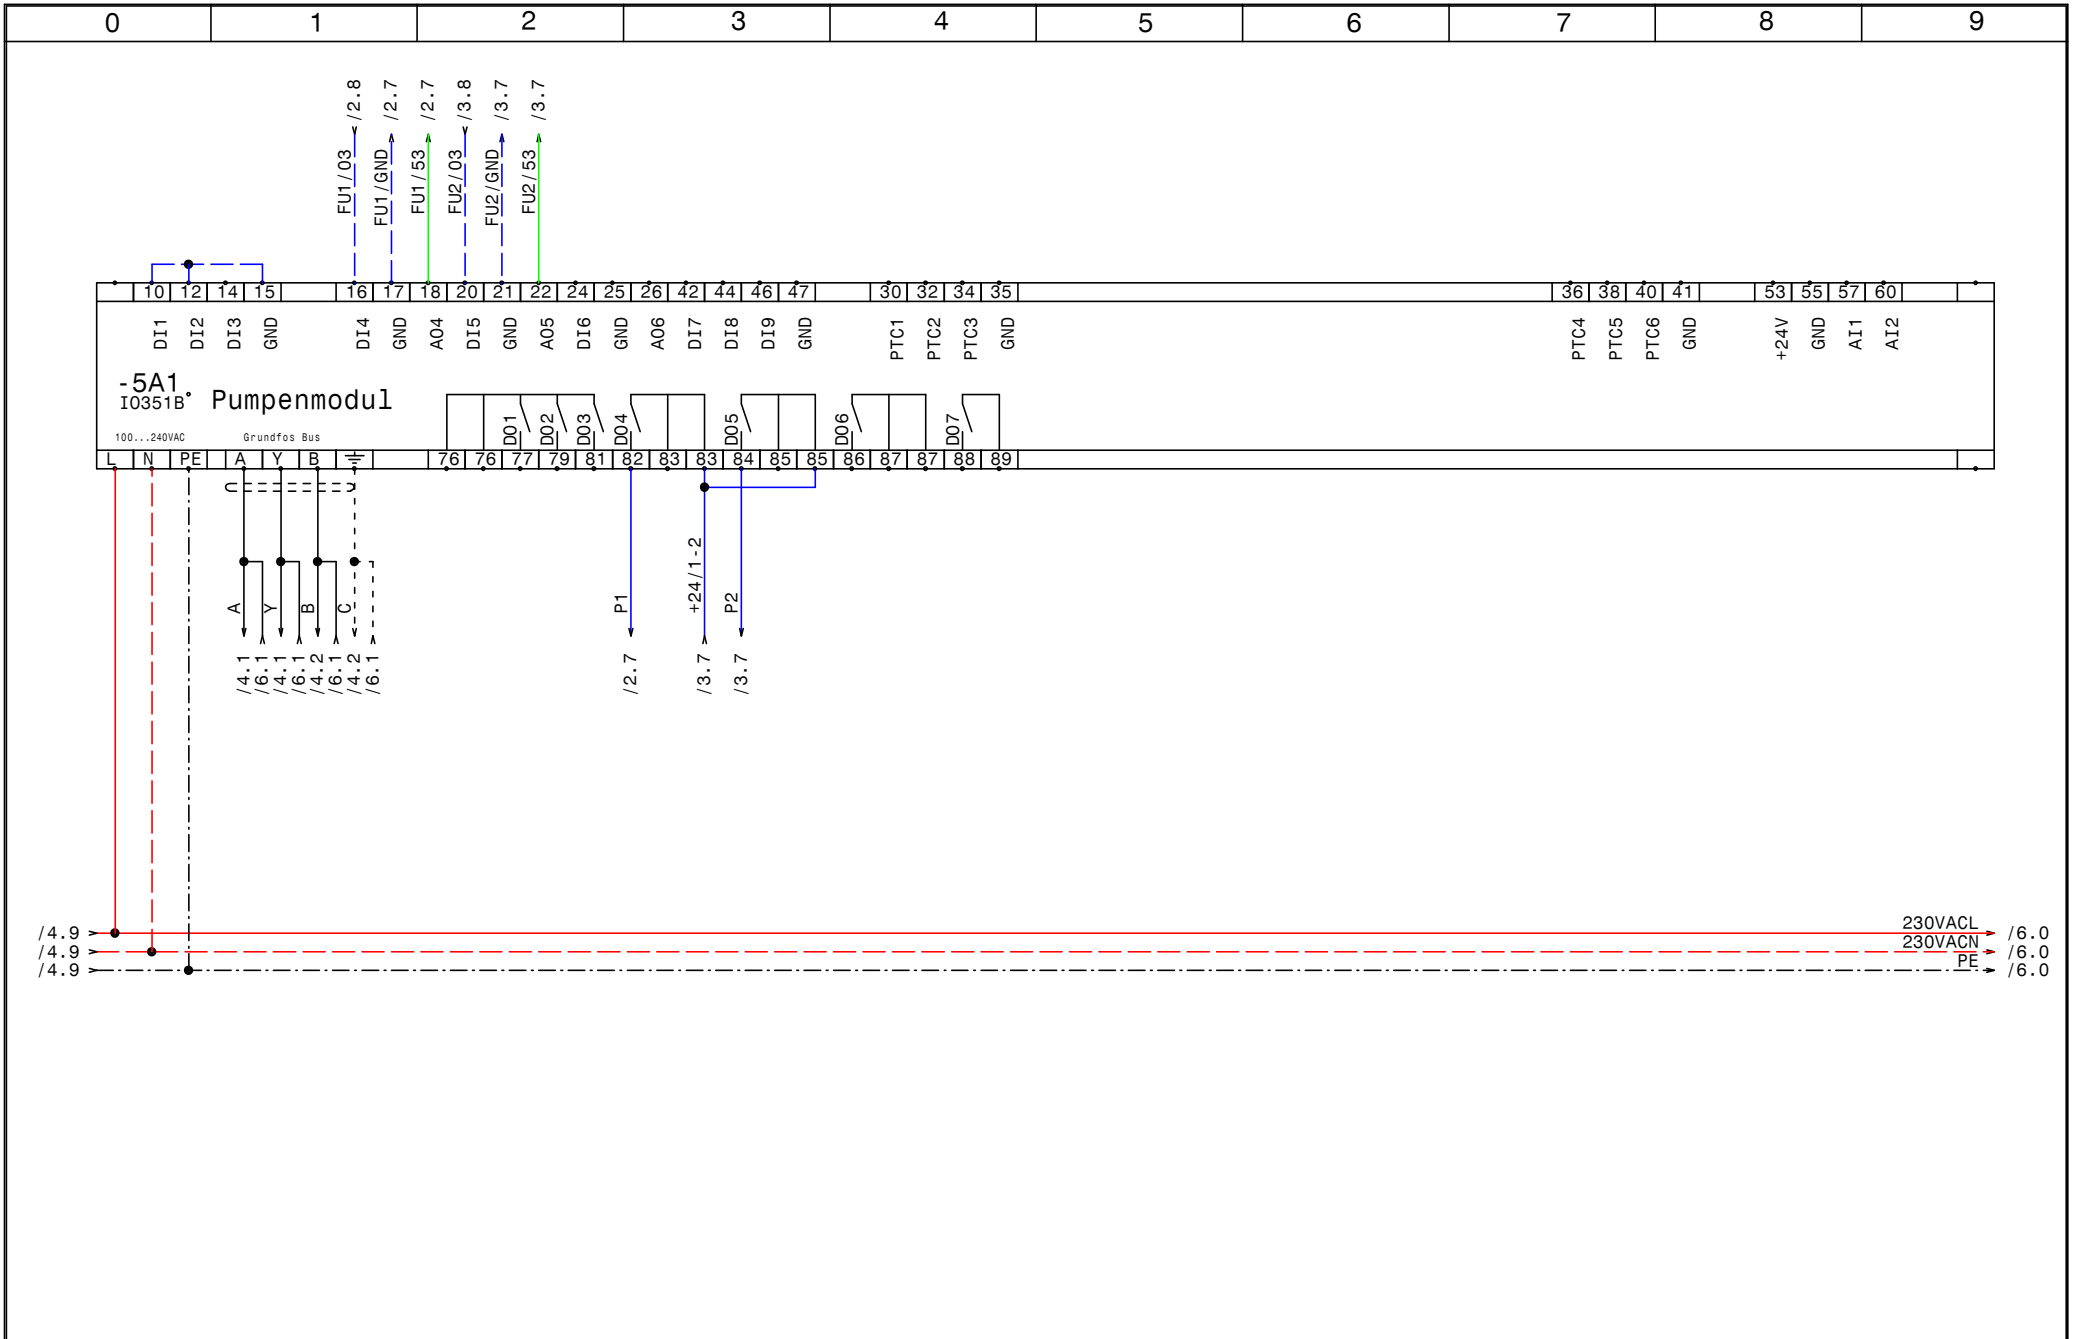 0 1 2 3 4 5 6 7 8 9
/2.8 /2.7 /2.7 /3.8 /3.7 /3.7
FU1/03 FU1/GND FU1/53 FU2/03 FU2/GND FU2/53
10 12 14 15 16 17 18 20 21 22 24 25 26 42 44 46 47 30 32 34 35 36 38 40 41 53 55 57 60
DI1 DI2 DI3 GND DI4 GND AO4 DI5 GND AO5 DI6 GND AO6 DI7 DI8 DI9 GND PTC1 PTC2 PTC3 GND PTC4 PTC5 PTC6 GND +24V GND AI1 AI2
-5A1
IO351B Pumpenmodul
DO1 DO2 DO3 DO4 DO5 DO6 DO7
100...240VAC Grundfos Bus
L N PE A Y B 76 76 77 79 81 82 83 83 84 85 85 86 87 87 88 89
A Y B C P1 +24/1-2 P2
/4.1 /6.1 /4.1 /6.1 /4.2 /6.1 /4.2 /6.1 /2.7 /3.7 /3.7
/4.9 230VACL /6.0
/4.9 230VACN /6.0
/4.9 PE /6.0